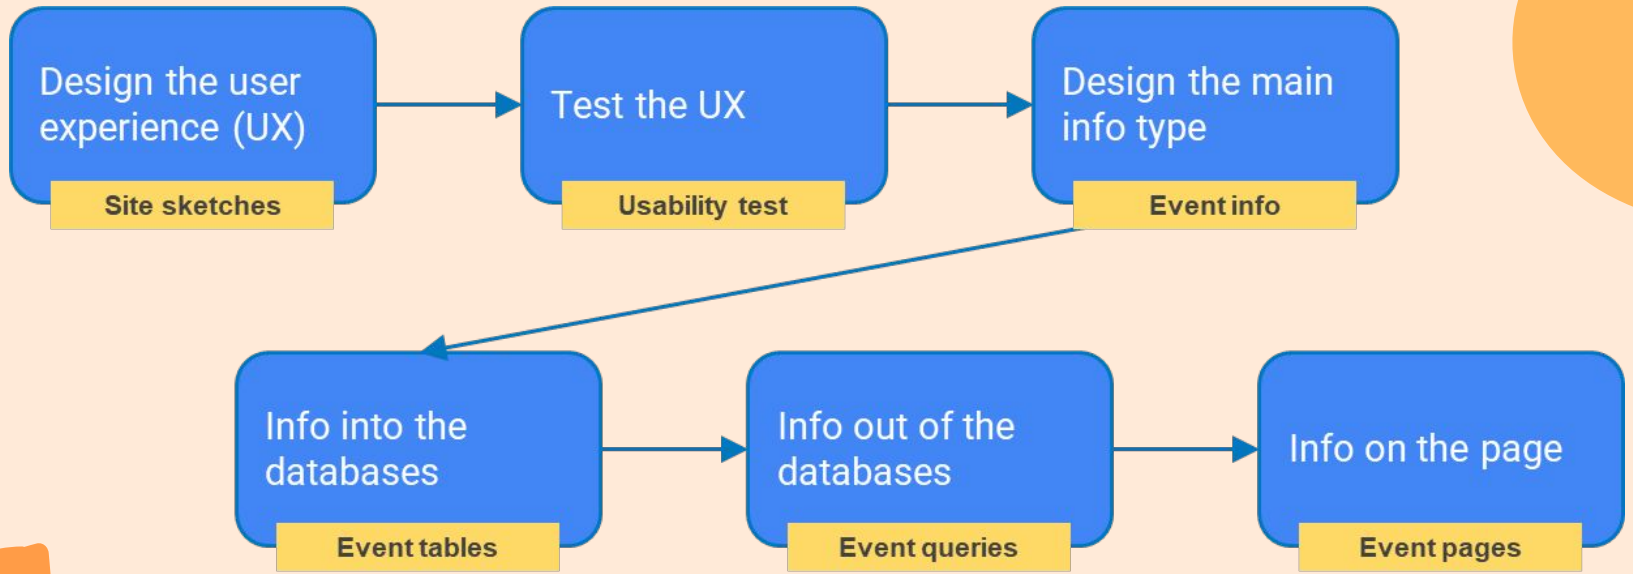 Design the user
experience (UX)
Site sketches
Test the UX
Usability test
Design the main
info type
Event info
Info into the
databases
Event tables
Info out of the
databases
Event queries
Info on the page
Event pages